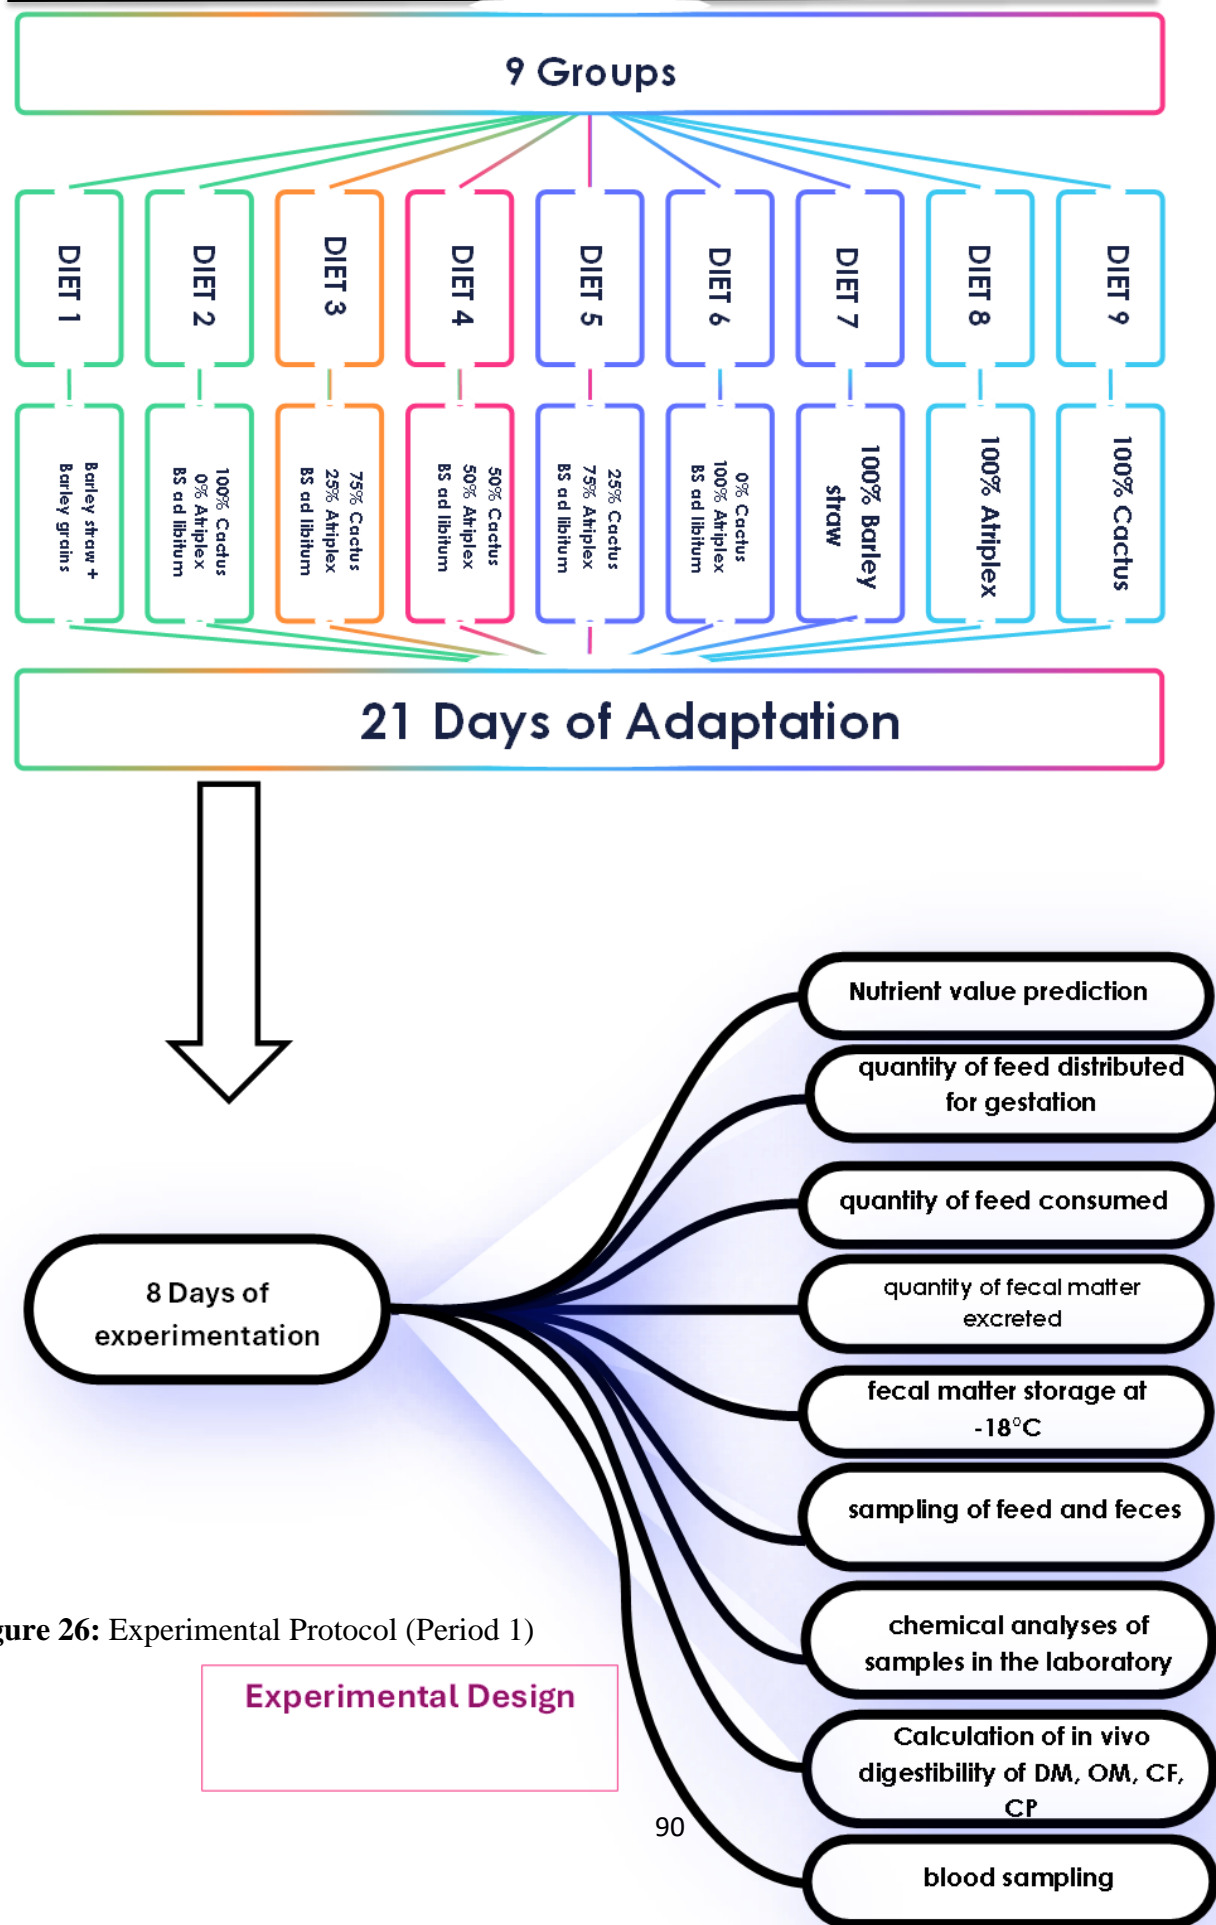 9 Groups
DIET 1
DIET 2
DIET 3
DIET 4
DIET 5
DIET 6
DIET 7
DIET 8
DIET 9
Barley straw +
Barley grains
100% Cactus
0% Atriplex
BS ad libitum
75% Cactus
25% Atriplex
BS ad libitum
50% Cactus
50% Atriplex
BS ad libitum
25% Cactus
75% Atriplex
BS ad libitum
0% Cactus
100% Atriplex
BS ad libitum
100% Barley
straw
100% Atriplex
100% Cactus
21 Days of Adaptation
8 Days of
experimentation
Nutrient value prediction
quantity of feed distributed
for gestation
quantity of feed consumed
quantity of fecal matter
excreted
fecal matter storage at
-18°C
sampling of feed and feces
chemical analyses of
samples in the laboratory
Calculation of in vivo
digestibility of DM, OM, CF,
CP
blood sampling
gure 26: Experimental Protocol (Period 1)
Experimental Design
90